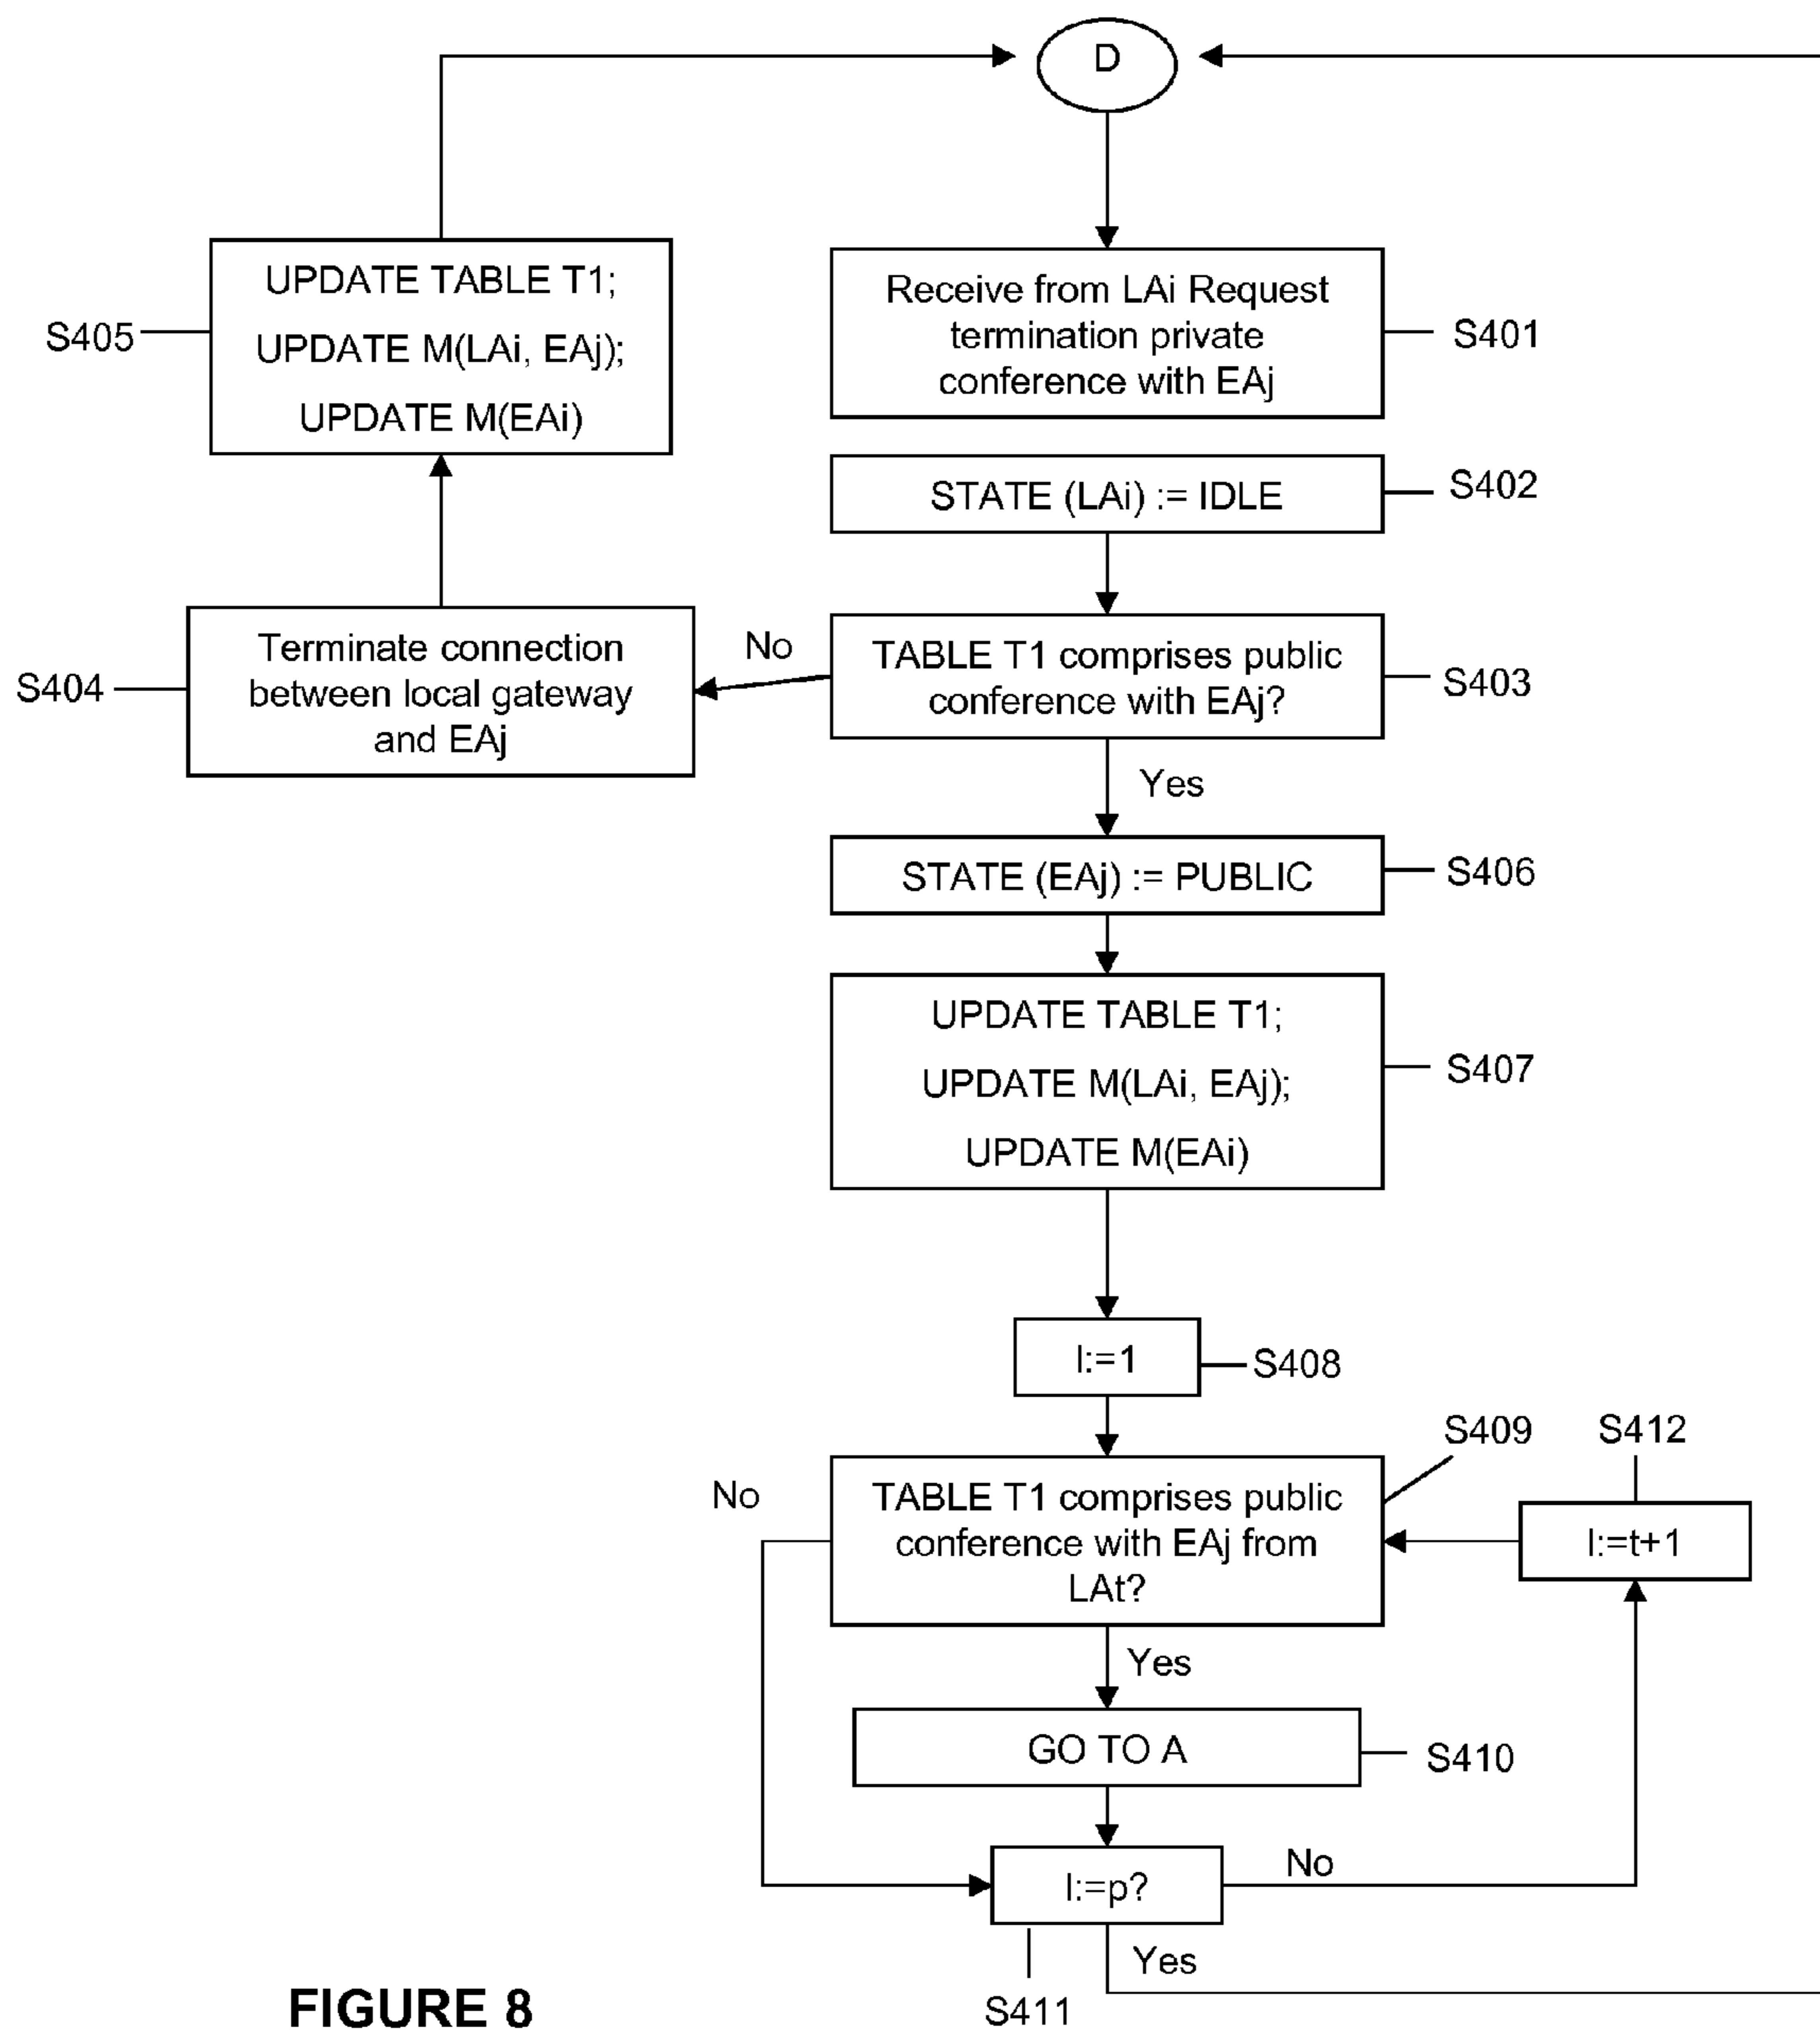 D
UPDATE TABLE T1;
UPDATE M(LAi, EAj);
UPDATE M(EAi)
S405
Receive from LAi Request
termination private
conference with EAj
S401
STATE (LAi) := IDLE
S402
Terminate connection
between local gateway
and EAj
S404
No
TABLE T1 comprises public
conference with EAj?
S403
Yes
STATE (EAj) := PUBLIC
S406
UPDATE TABLE T1;
UPDATE M(LAi, EAj);
UPDATE M(EAi)
S407
I:=1
S408
S409
S412
No
TABLE T1 comprises public
conference with EAj from
LAt?
I:=t+1
Yes
GO TO A
S410
I:=p?
No
Yes
S411
FIGURE 8